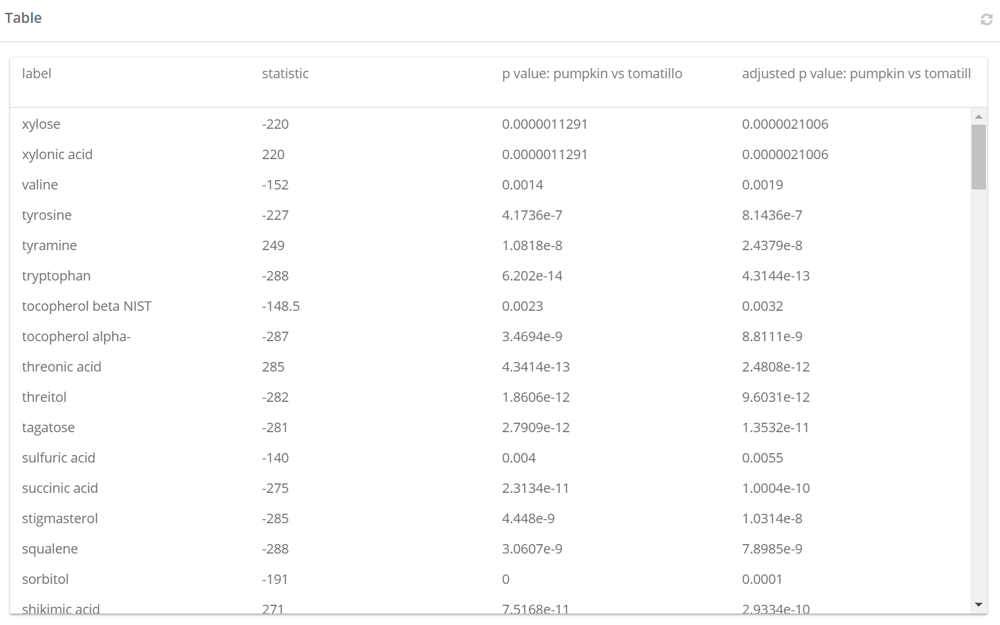 Table
label statistic p value: pumpkin vs tomatillo adjusted p value: pumpkin vs tomatill
xylose -220 0.0000011291 0.0000021006
xylonic acid 220 0.0000011291 0.0000021006
valine -152 0.0014 0.0019
tyrosine -227 4.1736e-7 8.1436e-7
tyramine 249 1.0818e-8 2.4379e-8
tryptophan -288 6.202e-14 4.3144e-13
tocopherol beta NIST -148.5 0.0023 0.0032
tocopherol alpha- -287 3.4694e-9 8.8111e-9
threonic acid 285 4.3414e-13 2.4808e-12
threitol -282 1.8606e-12 9.6031e-12
tagatose -281 2.7909e-12 1.3532e-11
sulfuric acid -140 0.004 0.0055
succinic acid -275 2.3134e-11 1.0004e-10
stigmasterol -285 4.448e-9 1.0314e-8
squalene -288 3.0607e-9 7.8985e-9
sorbitol -191 0 0.0001
shikimic acid 271 7.5168e-11 2.9334e-10